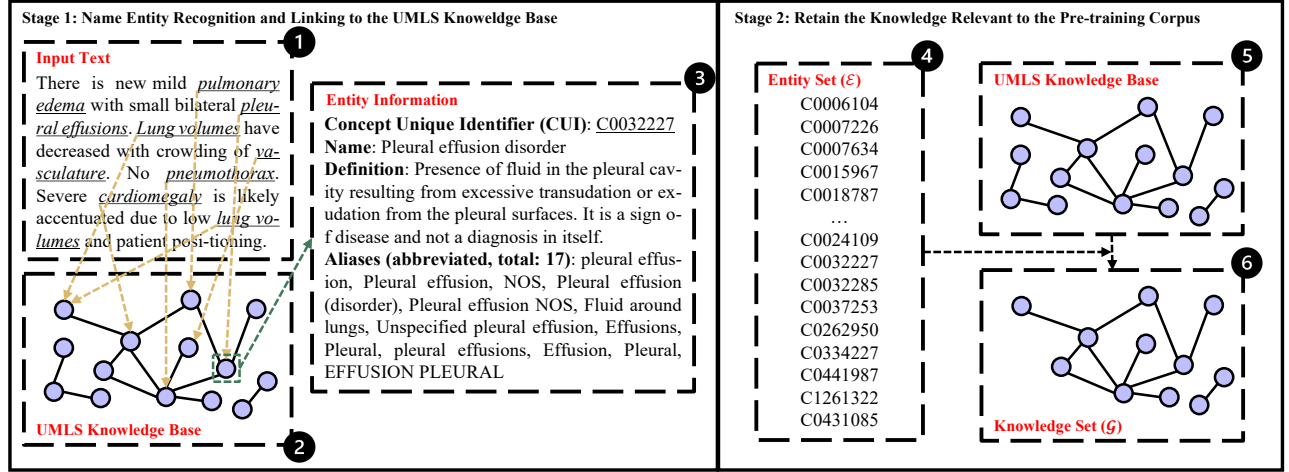 Stage 1: Name Entity Recognition and Linking to the UMLS Knoweldge Base
1
Input Text
There is new mild pulmonary
edema with small bilateral pleu-
ral effusions. Lung volumes have
decreased with crowding of va-
sculature. No pneumothorax.
Severe cardiomegaly is likely
accentuated due to low lung vo-
lumes and patient posi-tioning.
UMLS Knowledge Base
2
3
Entity Information
Concept Unique Identifier (CUI): C0032227
Name: Pleural effusion disorder
Definition: Presence of fluid in the pleural cav-
ity resulting from excessive transudation or ex-
udation from the pleural surfaces. It is a sign o-
f disease and not a diagnosis in itself.
Aliases (abbreviated, total: 17): pleural effus-
ion, Pleural effusion, NOS, Pleural effusion
(disorder), Pleural effusion NOS, Fluid around
lungs, Unspecified pleural effusion, Effusions,
Pleural, pleural effusions, Effusion, Pleural,
EFFUSION PLEURAL
Stage 2: Retain the Knowledge Relevant to the Pre-training Corpus
4
Entity Set (ℰ)
C0006104
C0007226
C0007634
C0015967
C0018787
...
C0024109
C0032227
C0032285
C0037253
C0262950
C0334227
C0441987
C1261322
C0431085
5
UMLS Knowledge Base
6
Knowledge Set (𝒢)